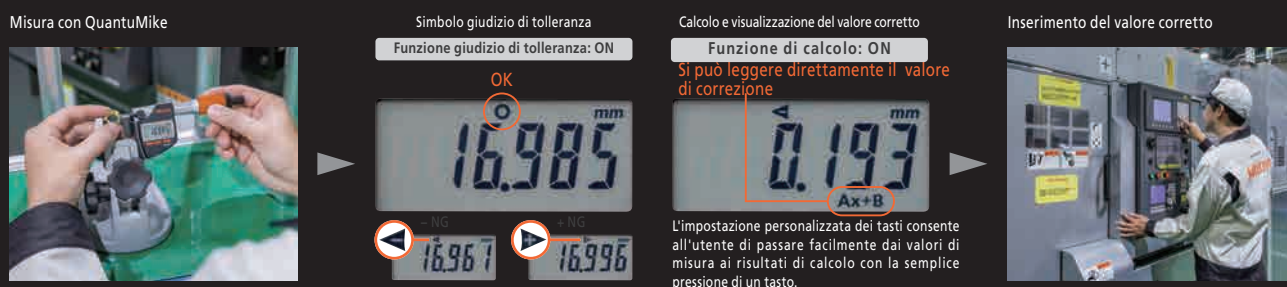 Misura con QuantuMike
Simbolo giudizio di tolleranza
Funzione giudizio di tolleranza: ON
OK
mm
16.985
– NG
+ NG
16.967
16.996
Calcolo e visualizzazione del valore corretto
Funzione di calcolo: ON
Si può leggere direttamente il valore
di correzione
mm
0.193
Ax+B
L'impostazione personalizzata dei tasti consente
all'utente di passare facilmente dai valori di
misura ai risultati di calcolo con la semplice
pressione di un tasto.
Inserimento del valore corretto